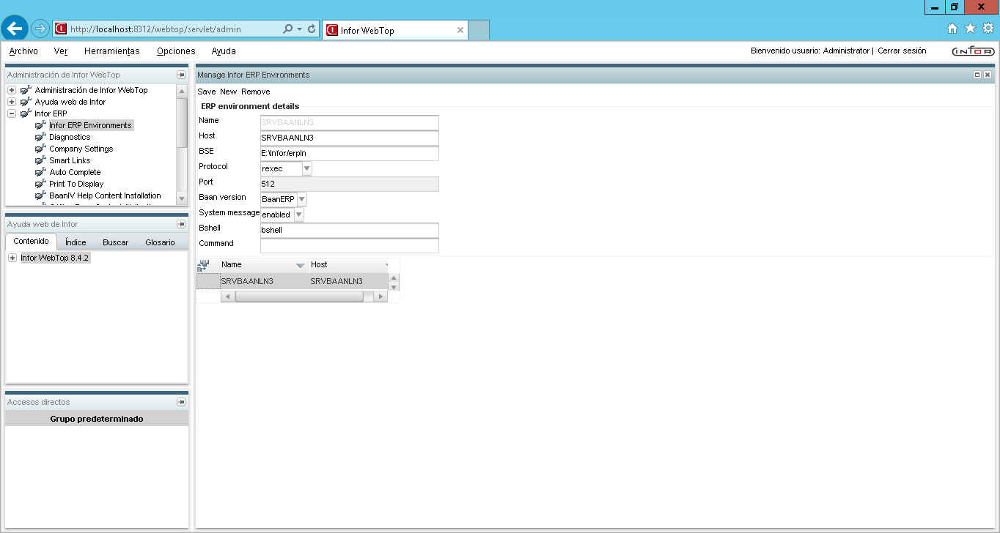 http://localhost:8312/webtop/servlet/admin
Infor WebTop
Archivo Ver Herramientas Opciones Ayuda
Bienvenido usuario: Administrator | Cerrar sesión
infor
Administración de Infor WebTop
Administración de Infor WebTop
Ayuda web de Infor
Infor ERP
Infor ERP Environments
Diagnostics
Company Settings
Smart Links
Auto Complete
Print To Display
BaanIV Help Content Installation
Ayuda web de Infor
Contenido Índice Buscar Glosario
Infor WebTop 8.4.2
Accesos directos
Grupo predeterminado
Manage Infor ERP Environments
Save New Remove
ERP environment details
Name SRVBAANLN3
Host SRVBAANLN3
BSE E:\Infor/erpln
Protocol rexec
Port 512
Baan version BaanERP
System message enabled
Bshell bshell
Command
Name Host
SRVBAANLN3 SRVBAANLN3